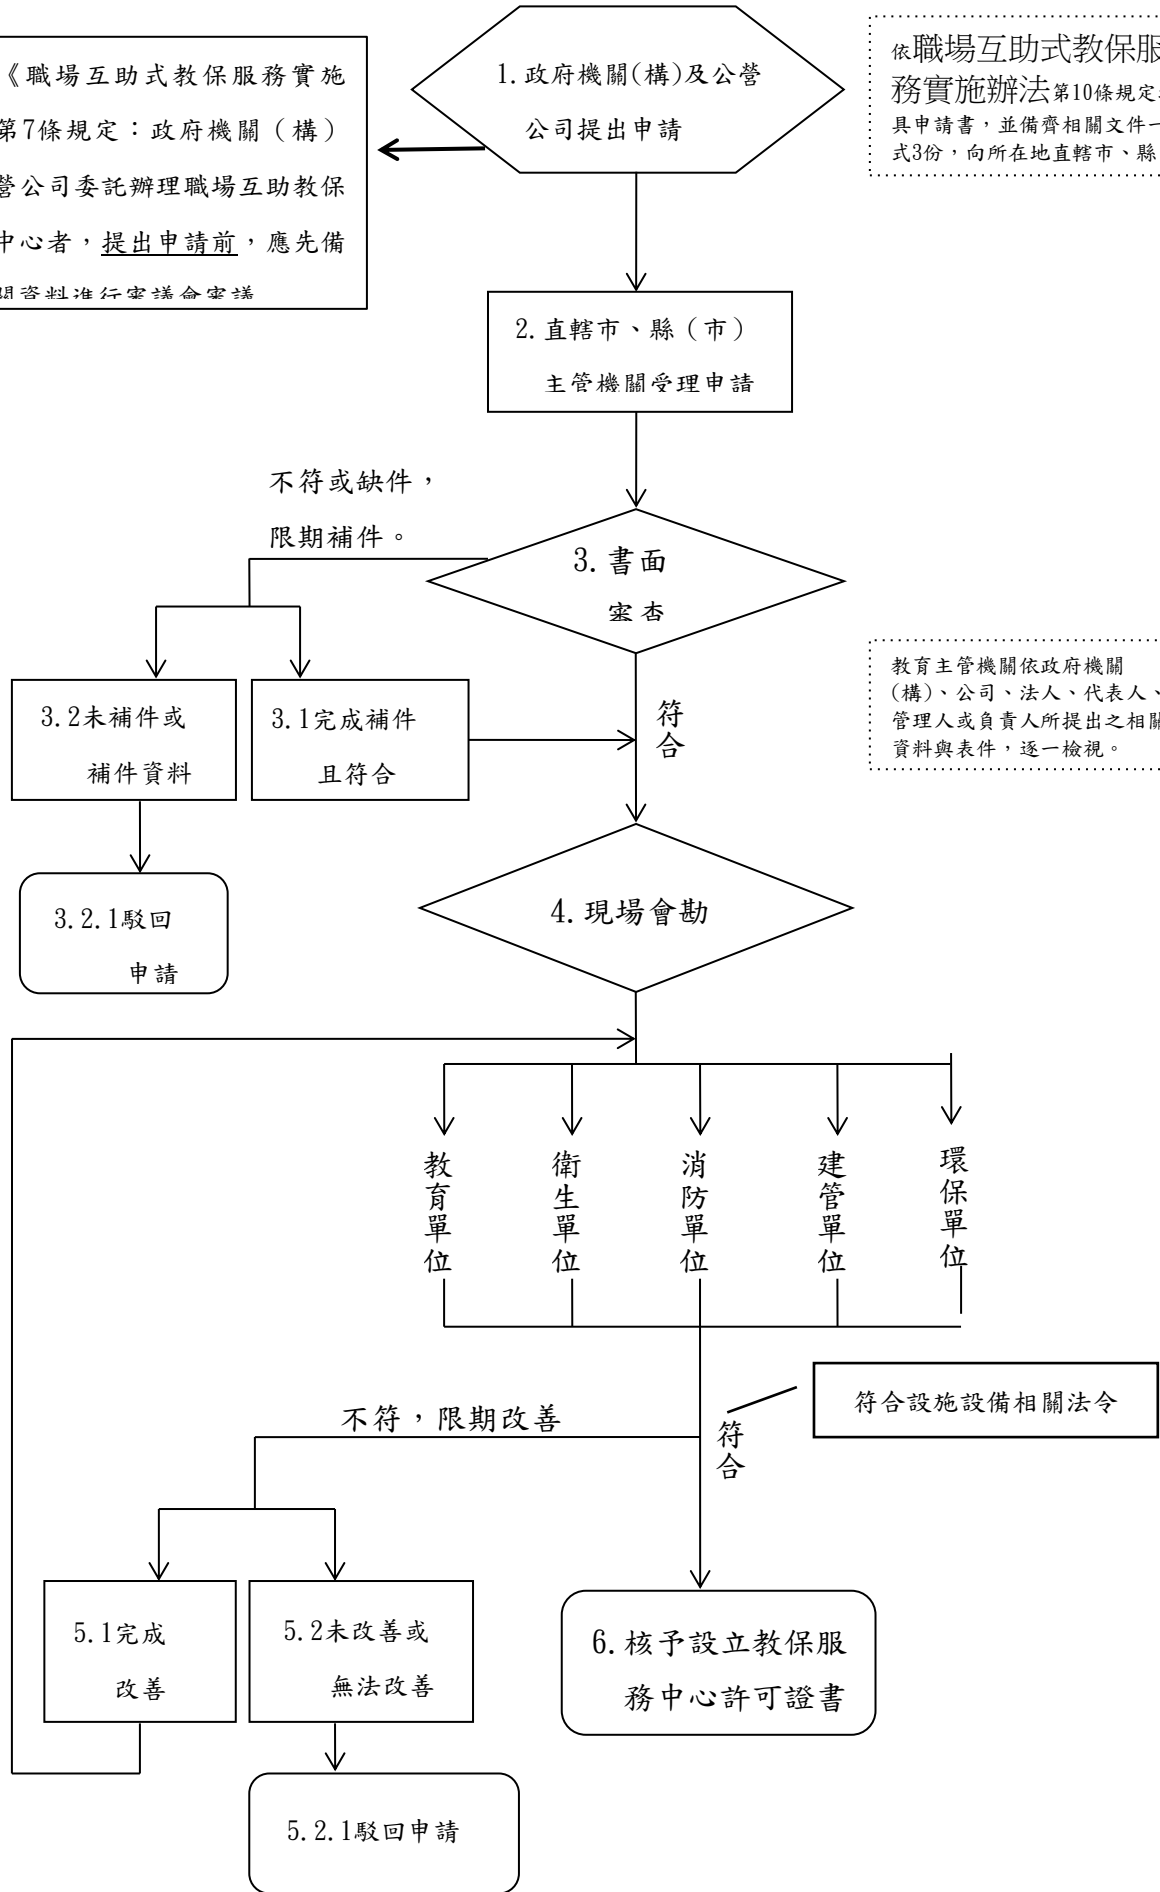 1.政府機關(構)及公營
公司提出申請
《職場互助式教保服務實施
第7條規定：政府機關（構）
營公司委託辦理職場互助教保
中心者，提出申請前，應先備
關資料進行審議會審議
依職場互助式教保服
務實施辦法第10條規定
具申請書，並備齊相關文件一
式3份，向所在地直轄市、縣
2.直轄市、縣（市）
主管機關受理申請
不符或缺件，
限期補件。
3.書面
審查
教育主管機關依政府機關
(構)、公司、法人、代表人、
管理人或負責人所提出之相關
資料與表件，逐一檢視。
3.2未補件或
補件資料
3.1完成補件
且符合
符合
3.2.1駁回
申請
4.現場會勘
教育單位
衛生單位
消防單位
建管單位
環保單位
符合設施設備相關法令
不符，限期改善
符合
5.1完成
改善
5.2未改善或
無法改善
6.核予設立教保服
務中心許可證書
5.2.1駁回申請